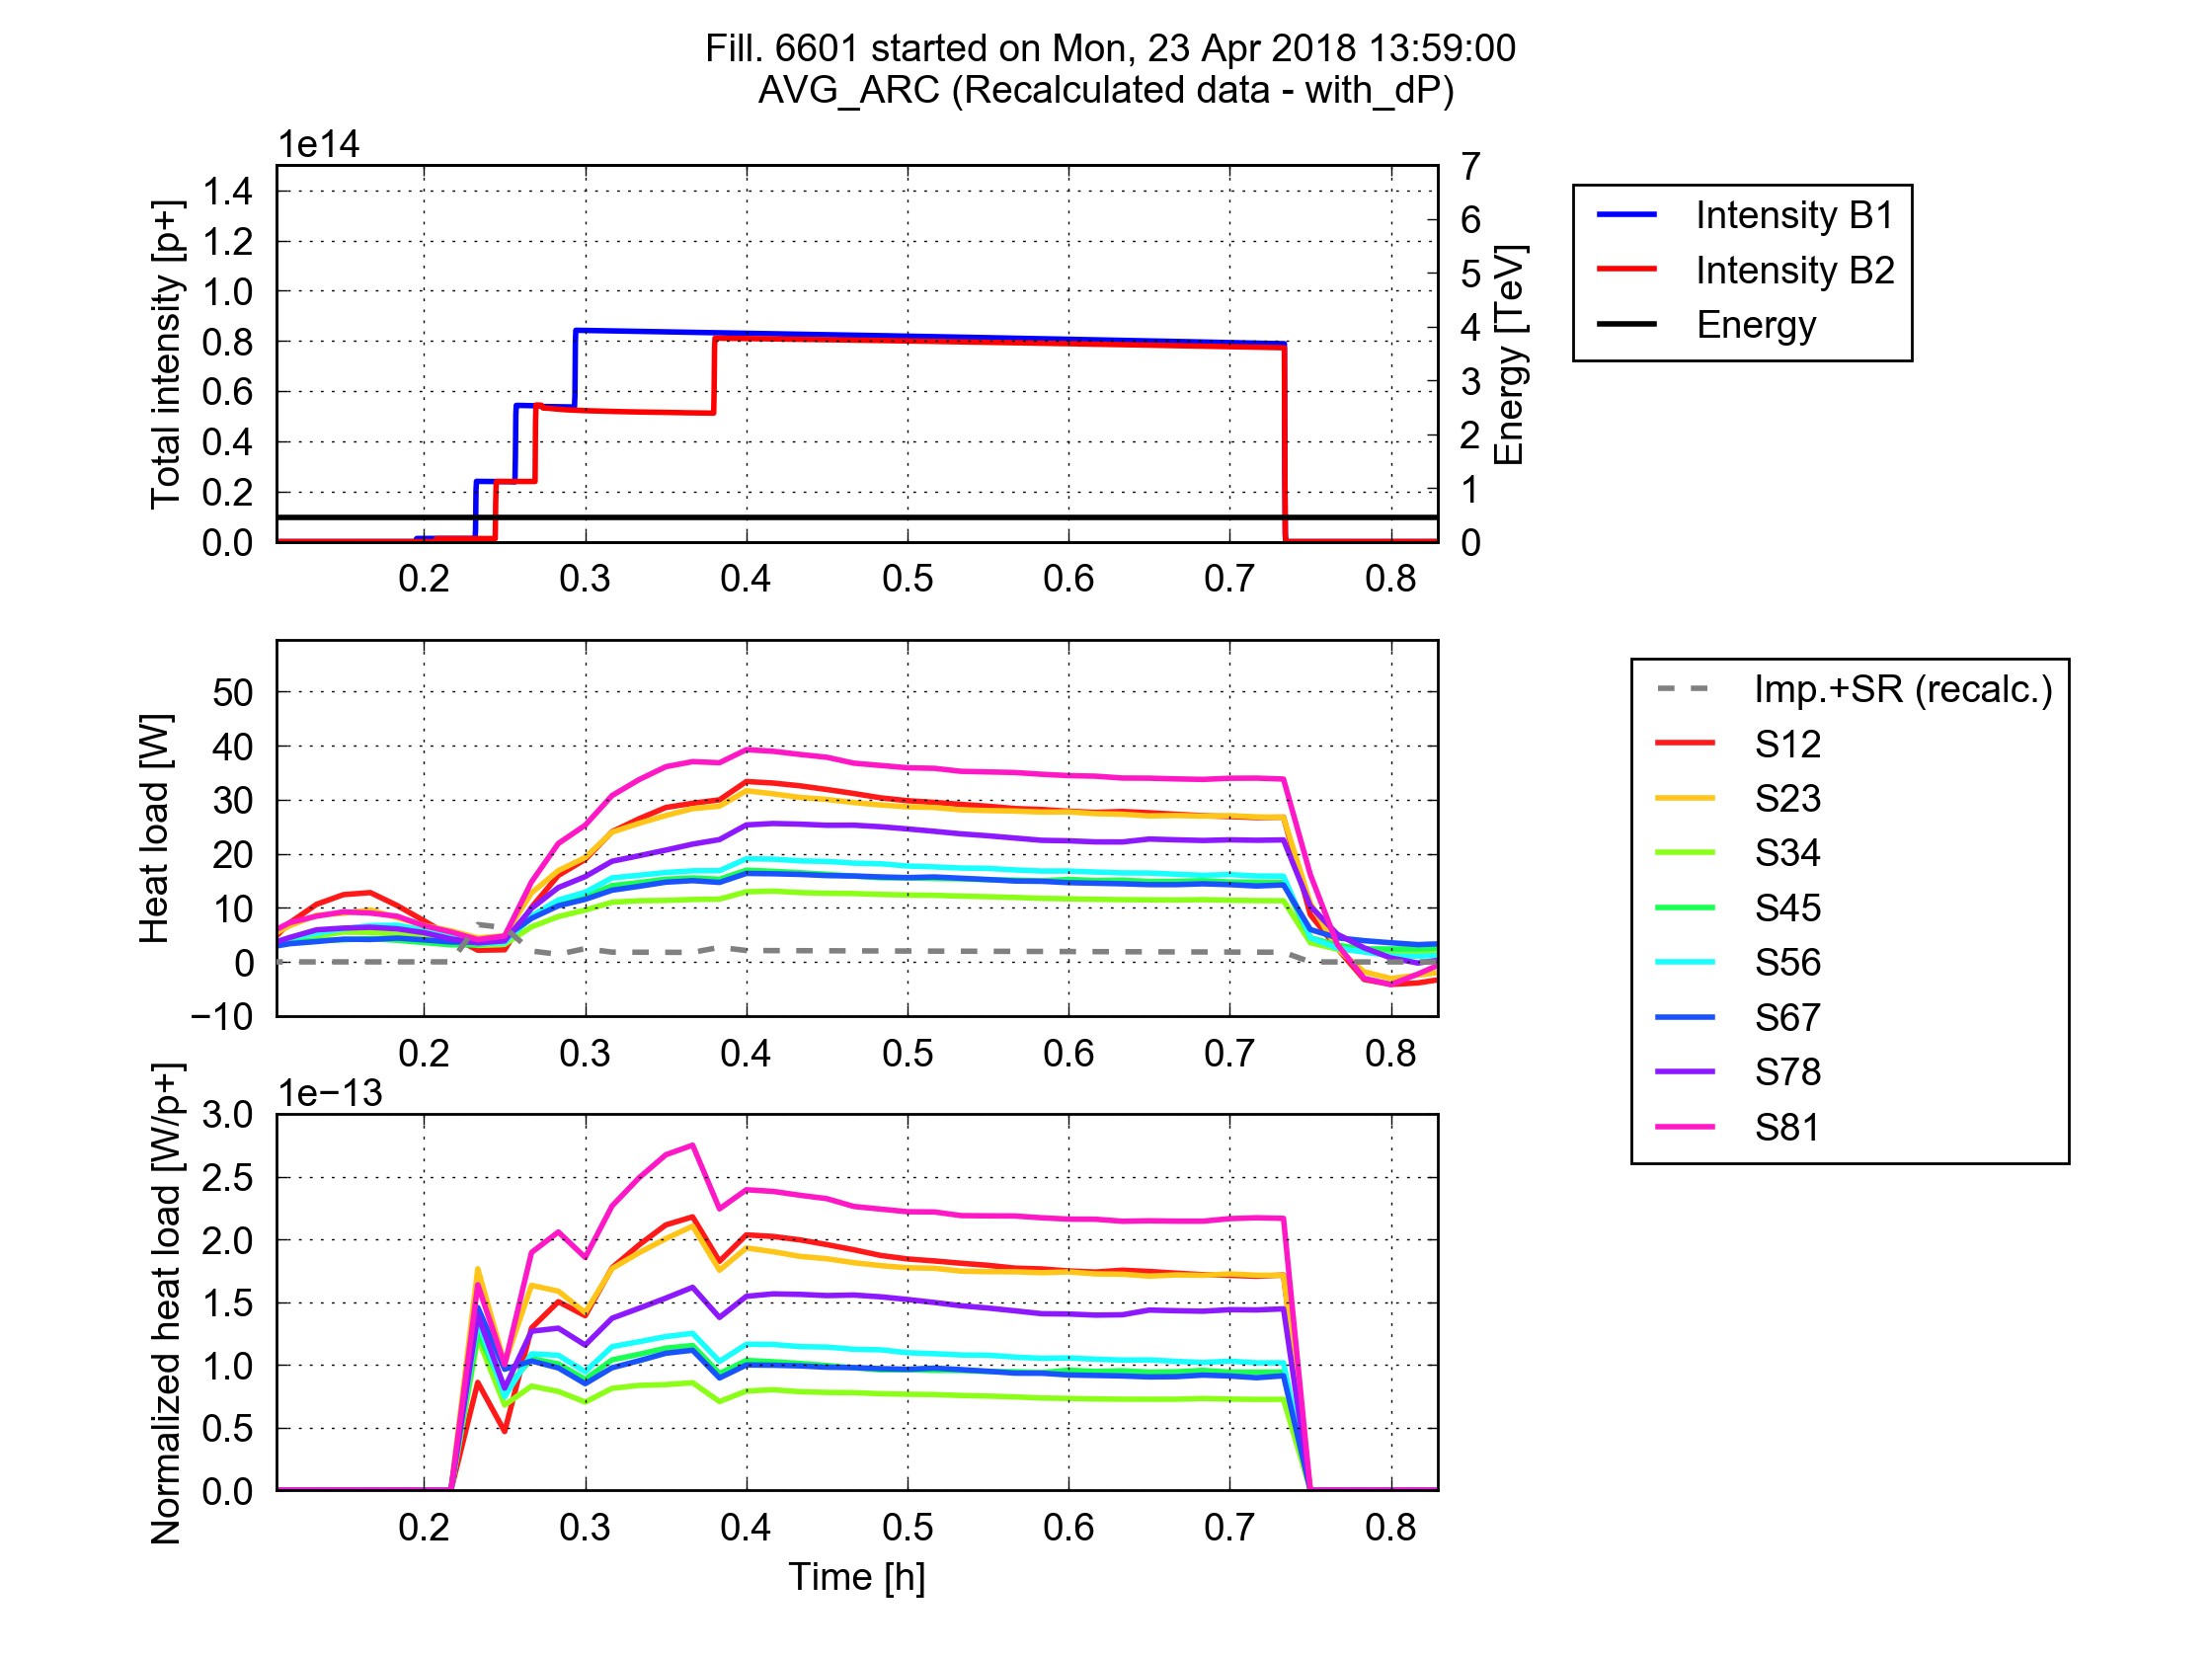 Fill. 6601 started on Mon, 23 Apr 2018 13:59:00
AVG_ARC (Recalculated data - with_dP)
1e14
Total intensity [p+]
1.4
1.2
1.0
0.8
0.6
0.4
0.2
0.0
7
6
5
4
3
2
1
0
Energy [TeV]
0.2 0.3 0.4 0.5 0.6 0.7 0.8
Intensity B1
Intensity B2
Energy
Heat load [W]
50
40
30
20
10
0
−10
0.2 0.3 0.4 0.5 0.6 0.7 0.8
Imp.+SR (recalc.)
S12
S23
S34
S45
S56
S67
S78
S81
1e−13
Normalized heat load [W/p+]
3.0
2.5
2.0
1.5
1.0
0.5
0.0
0.2 0.3 0.4 0.5 0.6 0.7 0.8
Time [h]